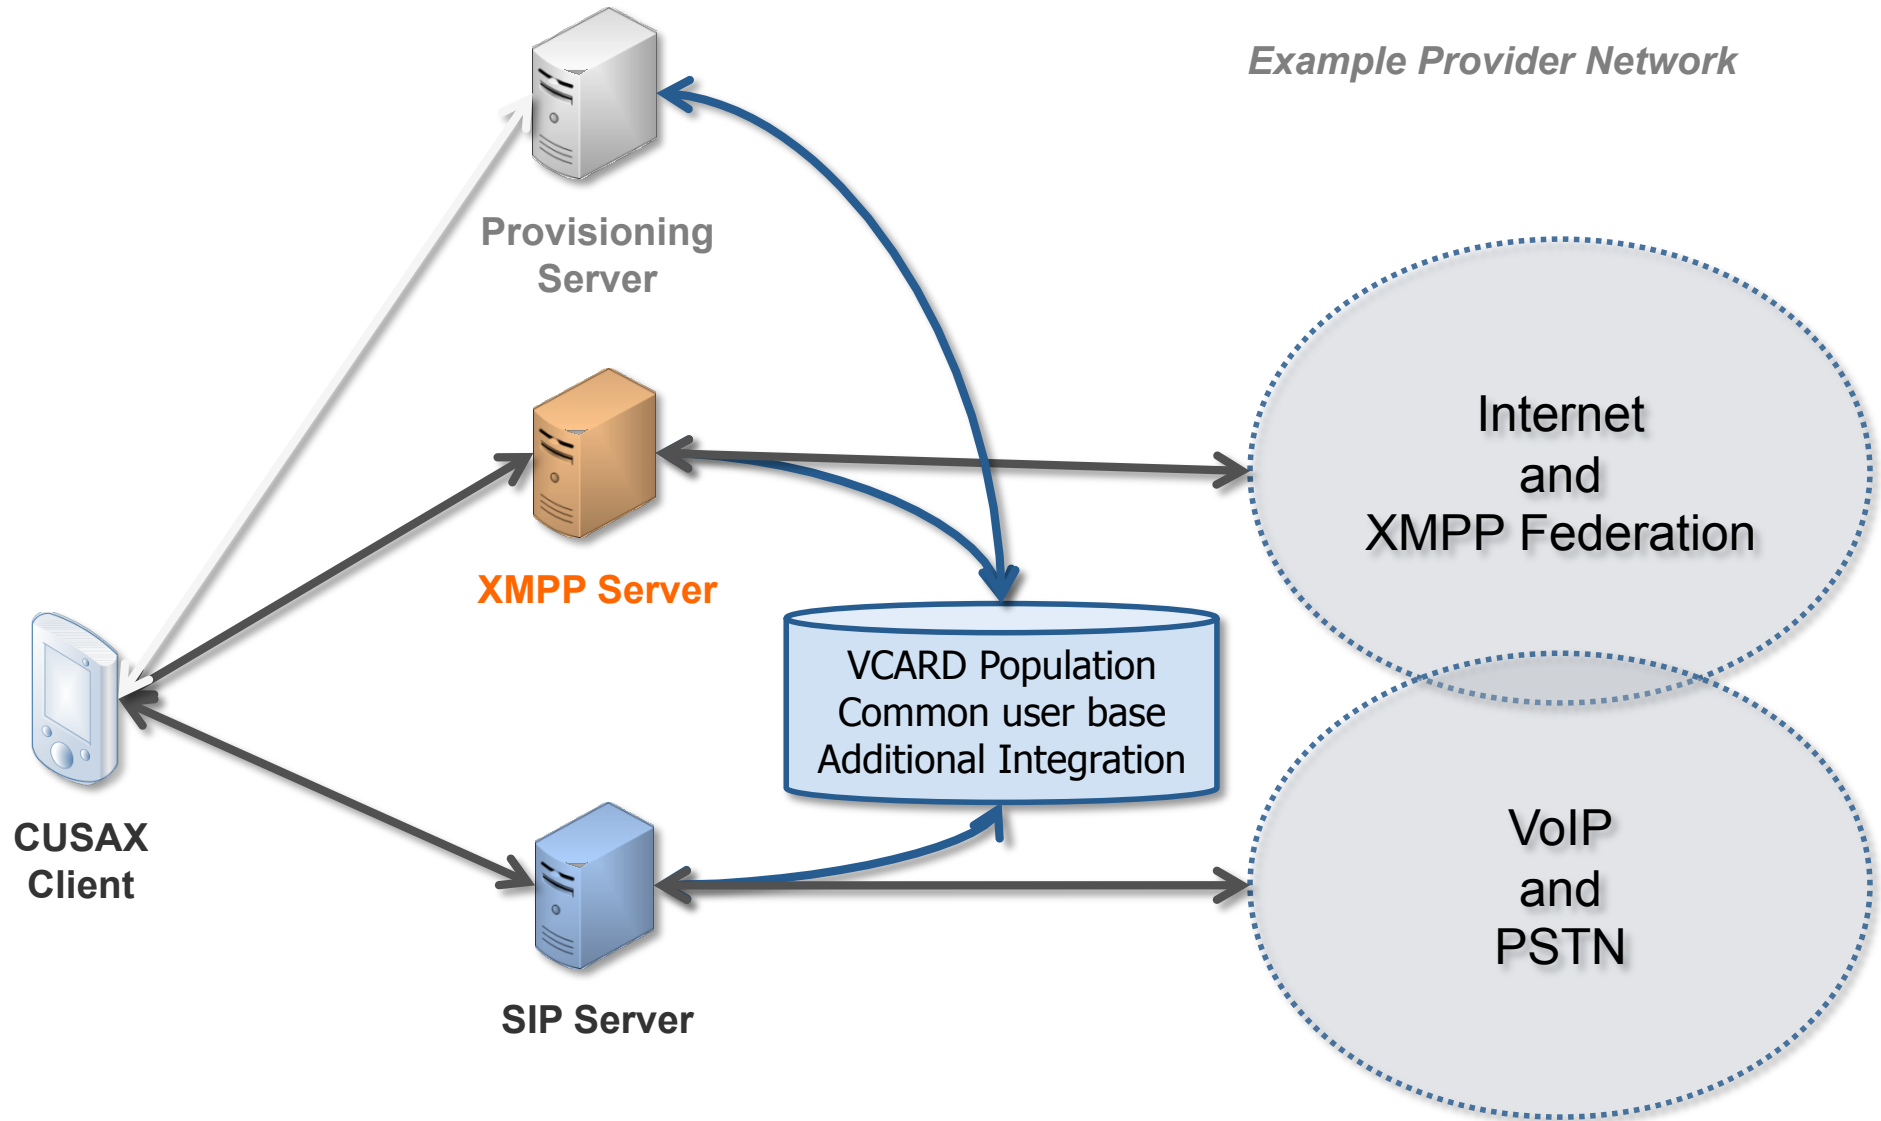 Example Provider Network
Provisioning
Server
Internet
and
XMPP Federation
XMPP Server
VCARD Population
Common user base
Additional Integration
CUSAX
Client
VoIP
and
PSTN
SIP Server